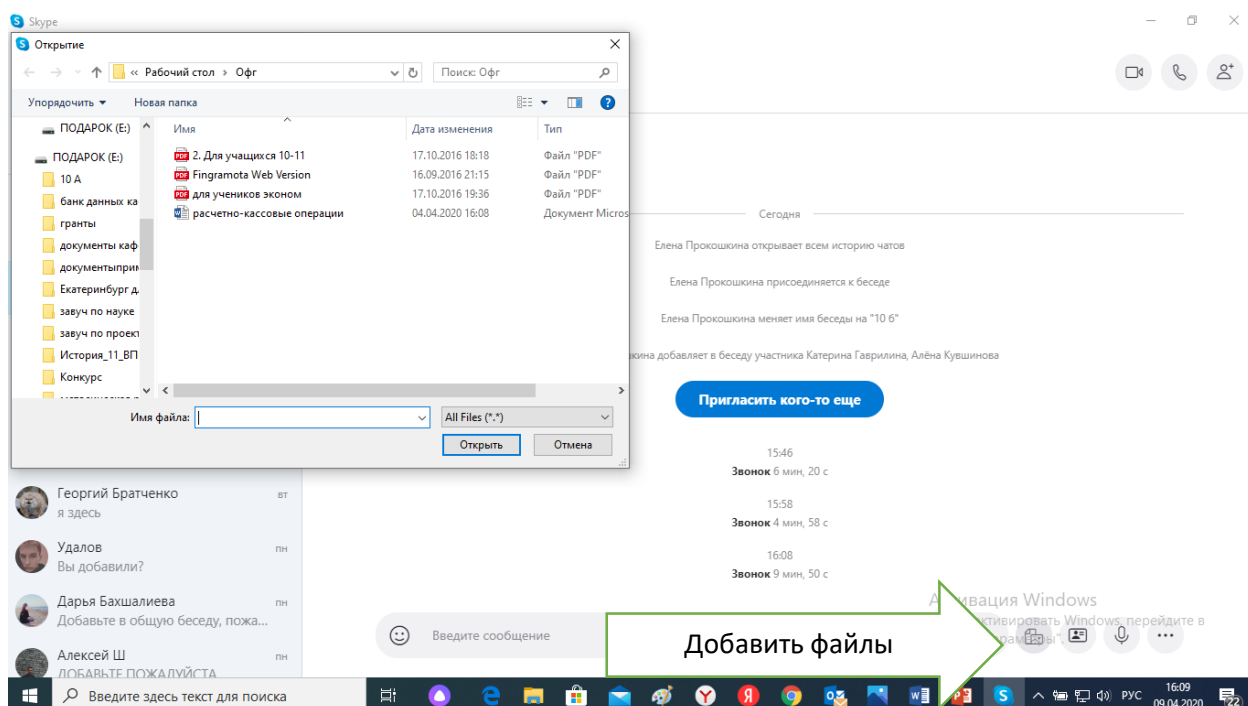 Skype
Открытие
« Рабочий стол › Офг
Поиск: Офг
Упорядочить
Новая папка
ПОДАРОК (E:)
ПОДАРОК (E:)
10 А
банк данных ка
гранты
документы каф
документыприм
Екатеринбург д
завуч по науке
завуч по проект
История_11_ВП
Конкурс
Имя Дата изменения Тип
2. Для учащихся 10-11 17.10.2016 18:18 Файл "PDF"
Fingramota Web Version 16.09.2016 21:15 Файл "PDF"
для учеников эконом 17.10.2016 19:36 Файл "PDF"
расчетно-кассовые операции 04.04.2020 16:08 Документ Micros
Имя файла:
All Files (*.*)
Открыть
Отмена
Сегодня
Елена Прокошкина открывает всем историю чатов
Елена Прокошкина присоединяется к беседе
Елена Прокошкина меняет имя беседы на "10 б"
кина добавляет в беседу участника Катерина Гаврилина, Алёна Кувшинова
Пригласить кого-то еще
15:46
Звонок 6 мин, 20 с
15:58
Звонок 4 мин, 58 с
16:08
Звонок 9 мин, 50 с
Георгий Братченко вт
я здесь
Удалов пн
Вы добавили?
Дарья Бахшалиева пн
Добавьте в общую беседу, пожа...
Алексей Ш пн
ДОБАВЬТЕ ПОЖАЛУЙСТА
Введите сообщение
Добавить файлы
Windows
Windows, перейдите в
Введите здесь текст для поиска
РУС
16:09
09.04.2020
22